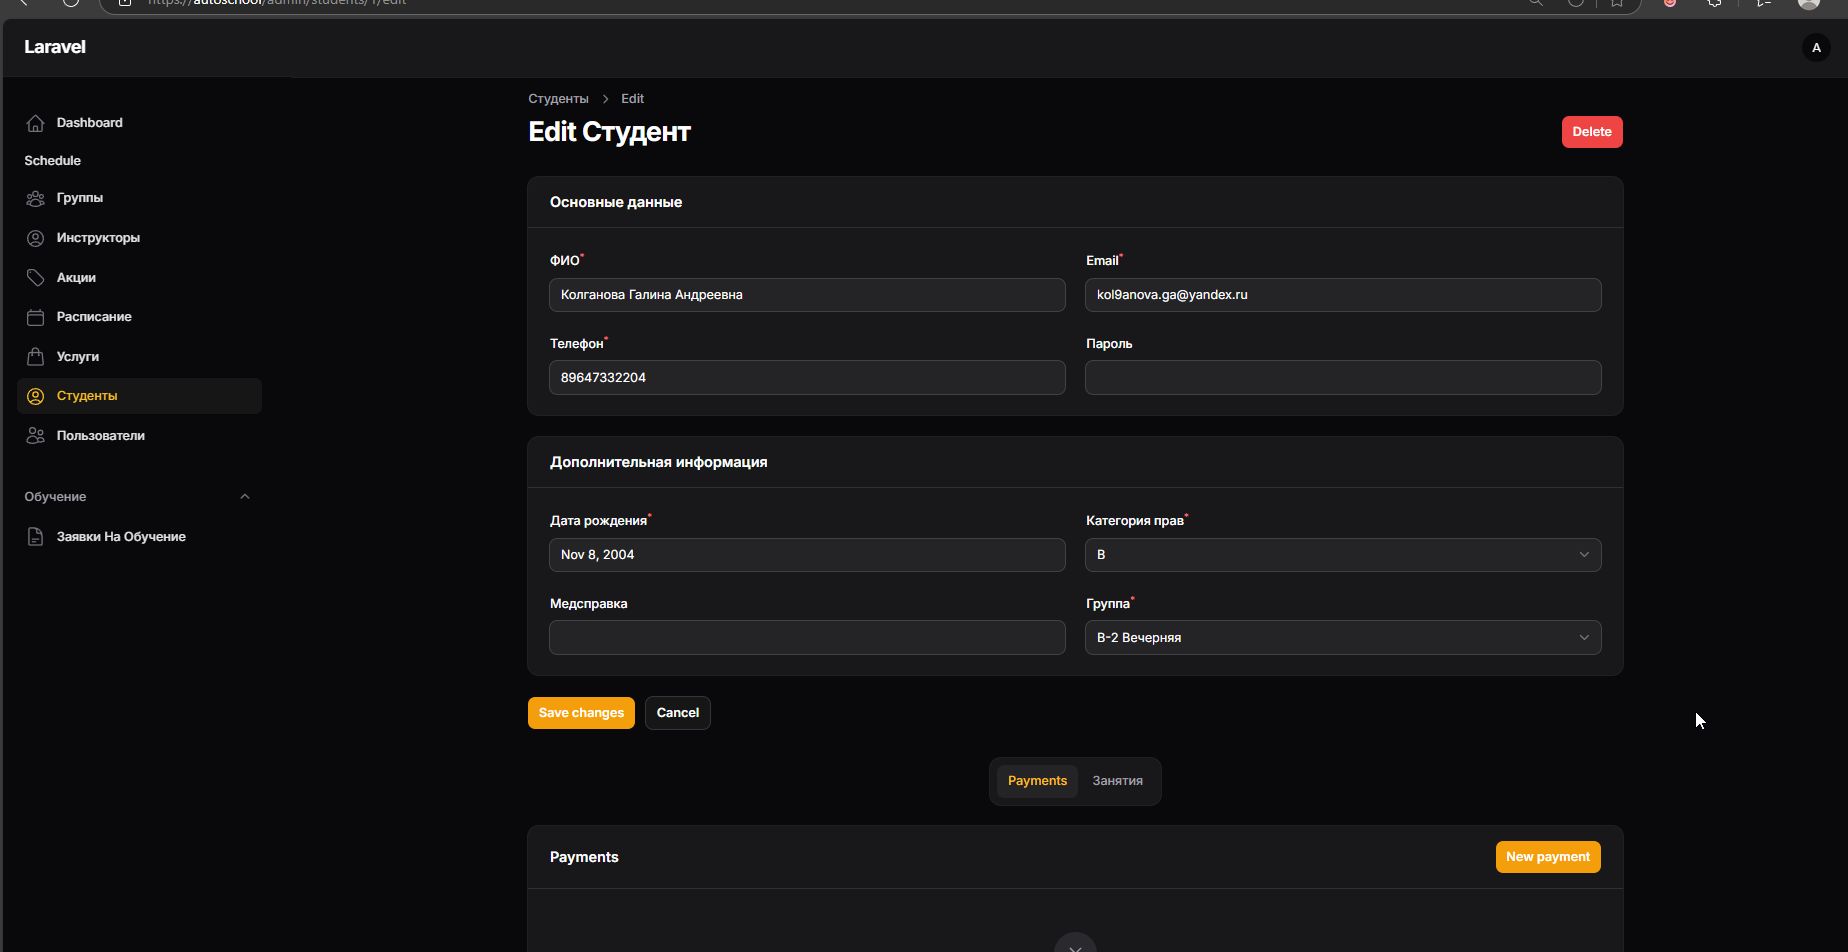 https://autoschool/admin/students/1/edit
Laravel
A
Dashboard
Schedule
Группы
Инструкторы
Акции
Расписание
Услуги
Студенты
Пользователи
Обучение
Заявки На Обучение
Студенты > Edit
Edit Студент
Delete
Основные данные
ФИО* Email*
Колганова Галина Андреевна kol9anova.ga@yandex.ru
Телефон* Пароль
89647332204
Дополнительная информация
Дата рождения* Категория прав*
Nov 8, 2004 B
Медсправка Группа*
В-2 Вечерняя
Save changes Cancel
Payments Занятия
Payments New payment